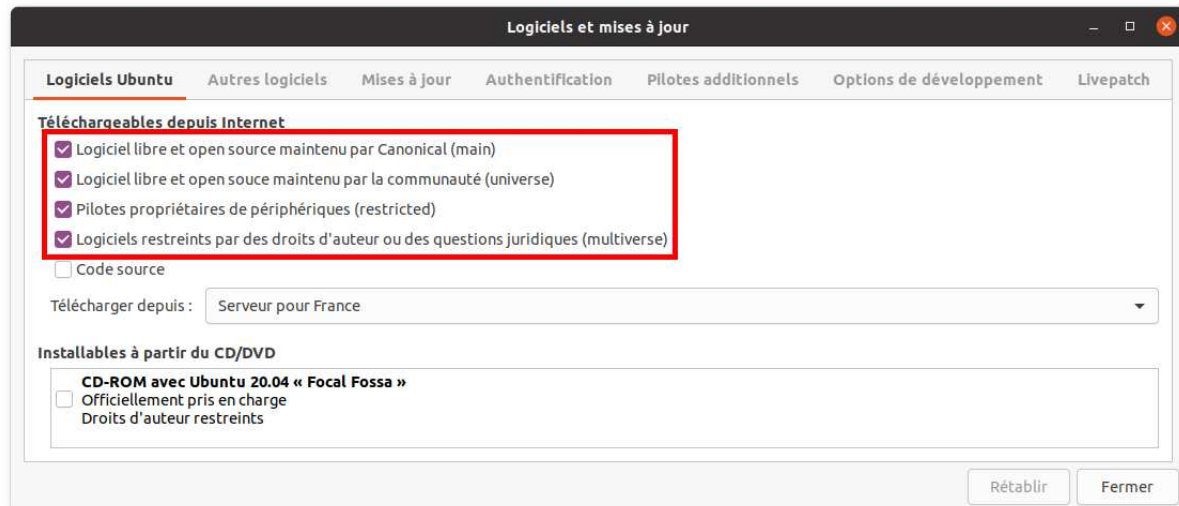 Logiciels et mises à jour
Logiciels Ubuntu Autres logiciels Mises à jour Authentification Pilotes additionnels Options de développement Livepatch
Téléchargeables depuis Internet
Logiciel libre et open source maintenu par Canonical (main)
Logiciel libre et open souce maintenu par la communauté (universe)
Pilotes propriétaires de périphériques (restricted)
Logiciels restreints par des droits d'auteur ou des questions juridiques (multiverse)
Code source
Télécharger depuis : Serveur pour France
Installables à partir du CD/DVD
CD-ROM avec Ubuntu 20.04 « Focal Fossa »
Officiellement pris en charge
Droits d'auteur restreints
Rétablir Fermer